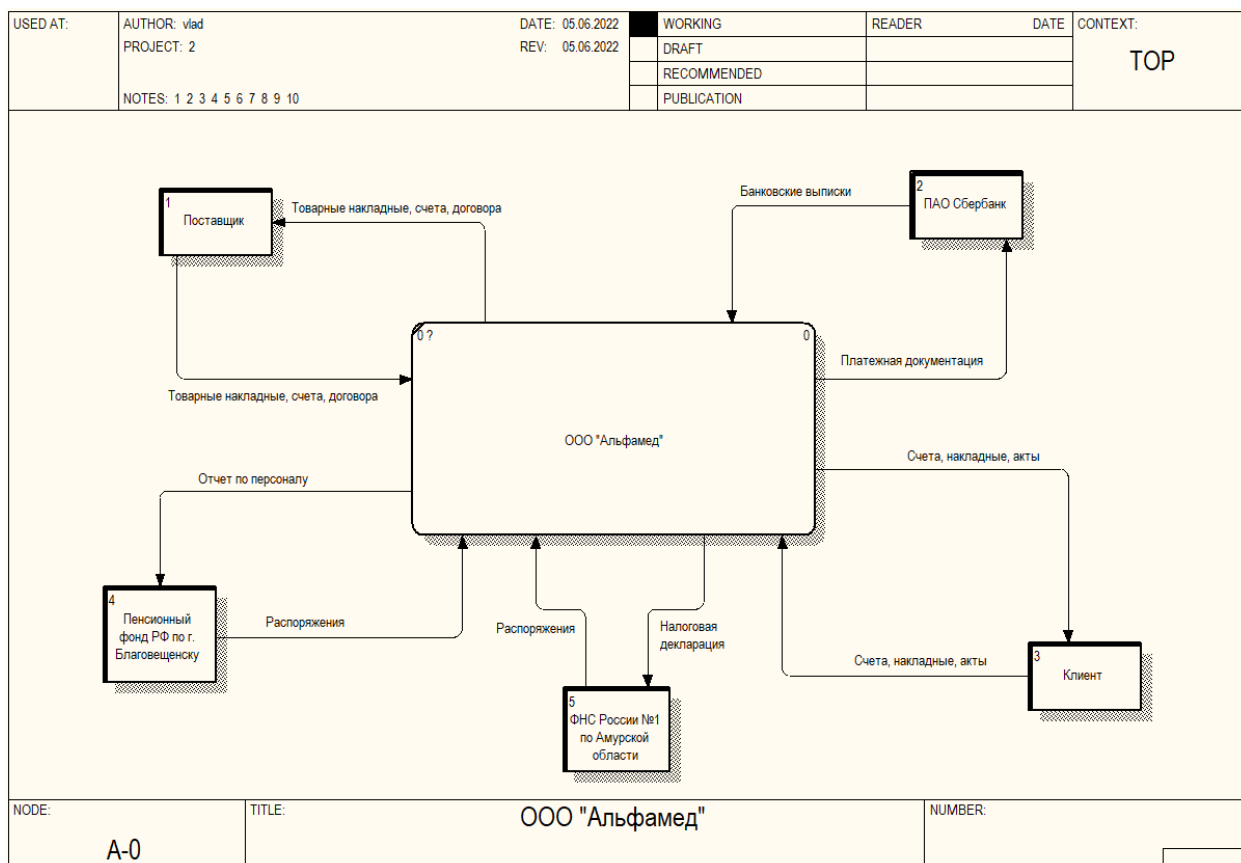 USED AT:
AUTHOR: vlad
DATE: 05.06.2022
WORKING
READER
DATE
CONTEXT:
PROJECT: 2
REV: 05.06.2022
DRAFT
TOP
RECOMMENDED
NOTES: 1 2 3 4 5 6 7 8 9 10
PUBLICATION
1
Поставщик
Товарные накладные, счета, договора
Банковские выписки
2
ПАО Сбербанк
0 ?
0
Товарные накладные, счета, договора
Платежная документация
ООО "Альфамед"
Счета, накладные, акты
Отчет по персоналу
4
Пенсионный
фонд РФ по г.
Благовещенску
Распоряжения
Распоряжения
Налоговая
декларация
Счета, накладные, акты
3
Клиент
5
ФНС России №1
по Амурской
области
NODE:
A-0
TITLE:
ООО "Альфамед"
NUMBER: